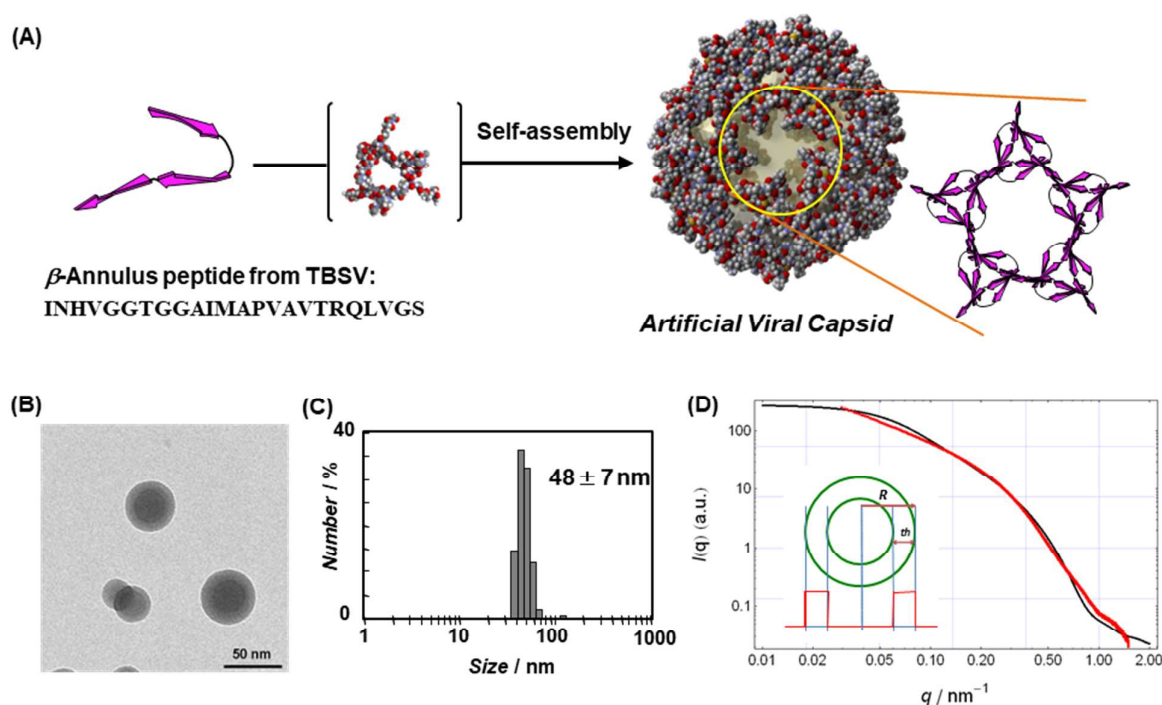 (A)
Self-assembly
β-Annulus peptide from TBSV:
INHVGGTGGAIMAPVAVTRQLVGS
Artificial Viral Capsid
(B)
50 nm
(C)
40
48 ± 7 nm
Number / %
0
1
10
100
1000
Size / nm
(D)
100
10
1
0.1
I(q) (a.u.)
R
th
0.01
0.02
0.05
0.10
0.20
0.50
1.00
2.00
q / nm⁻¹